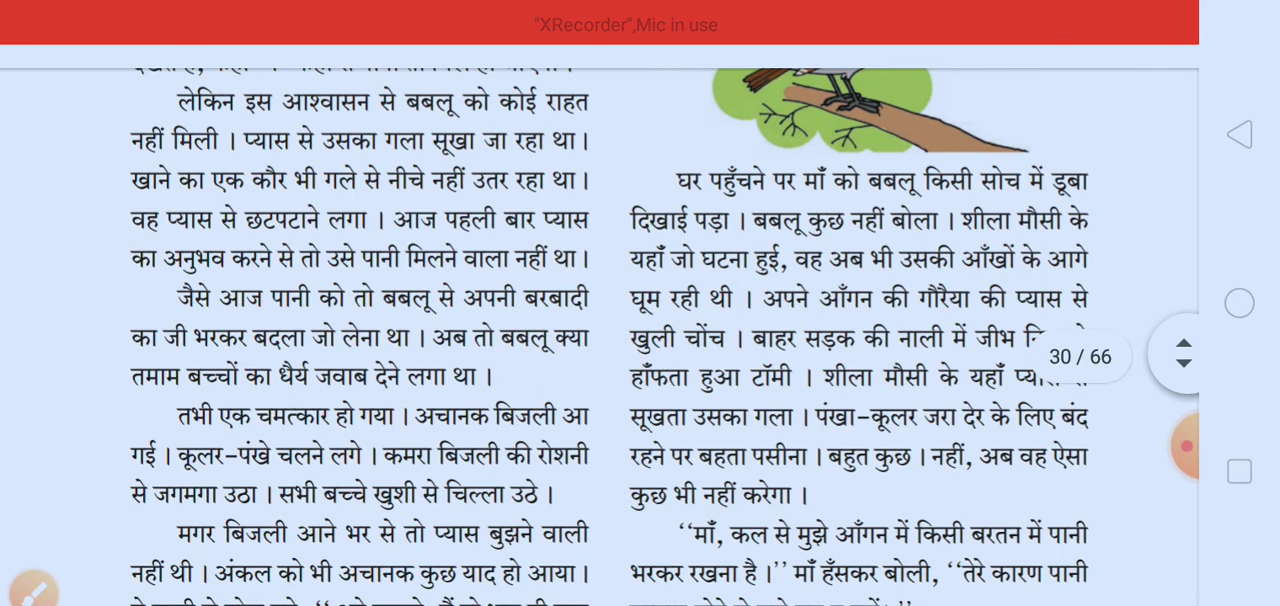 "XRecorder",Mic in use
लेकिन इस आश्वासन से बबलू को कोई राहत
नहीं मिली । प्यास से उसका गला सूखा जा रहा था।
खाने का एक कौर भी गले से नीचे नहीं उतर रहा था।
वह प्यास से छटपटाने लगा । आज पहली बार प्यास
का अनुभव करने से तो उसे पानी मिलने वाला नहीं था।
जैसे आज पानी को तो बबलू से अपनी बरबादी
का जी भरकर बदला जो लेना था । अब तो बबलू क्या
तमाम बच्चों का धैर्य जवाब देने लगा था ।
तभी एक चमत्कार हो गया । अचानक बिजली आ
गई । कूलर-पंखे चलने लगे । कमरा बिजली की रोशनी
से जगमगा उठा । सभी बच्चे खुशी से चिल्ला उठे ।
मगर बिजली आने भर से तो प्यास बुझने वाली
नहीं थी । अंकल को भी अचानक कुछ याद हो आया ।
घर पहुँचने पर माँ को बबलू किसी सोच में डूबा
दिखाई पड़ा । बबलू कुछ नहीं बोला । शीला मौसी के
यहाँ जो घटना हुई, वह अब भी उसकी आँखों के आगे
घूम रही थी । अपने आँगन की गौरैया की प्यास से
खुली चोंच । बाहर सड़क की नाली में जीभ
हाँफता हुआ टॉमी । शीला मौसी के यहाँ
सूखता उसका गला । पंखा-कूलर जरा देर के लिए बंद
रहने पर बहता पसीना । बहुत कुछ । नहीं, अब वह ऐसा
कुछ भी नहीं करेगा ।
‘‘माँ, कल से मुझे आँगन में किसी बरतन में पानी
भरकर रखना है ।’’ माँ हँसकर बोली, ‘‘तेरे कारण पानी
30 / 66